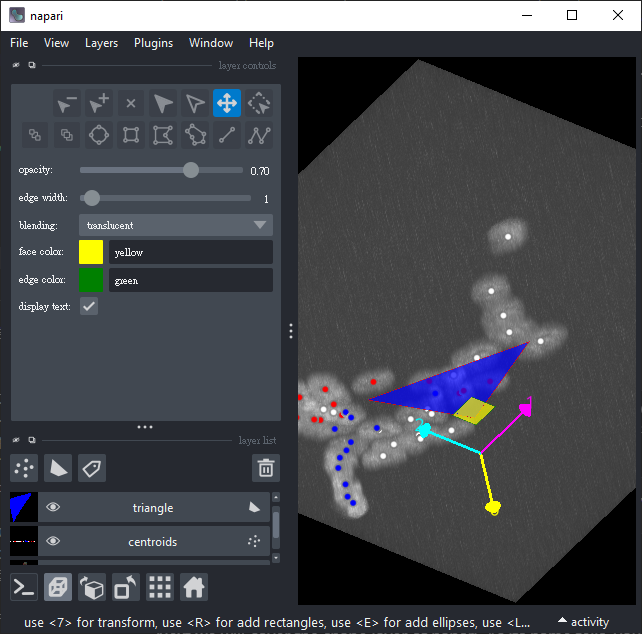 napari
File View Layers Plugins Window Help
layer controls
opacity: 0.70
edge width: 1
blending: translucent
face color: yellow
edge color: green
display text:
layer list
triangle
centroids
use <7> for transform, use <R> for add rectangles, use <E> for add ellipses, use <L... activity